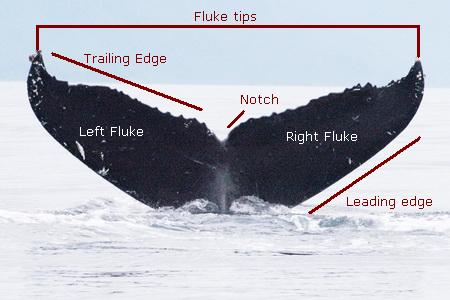 Fluke tips
Trailing Edge
Notch
Left Fluke
Right Fluke
Leading edge